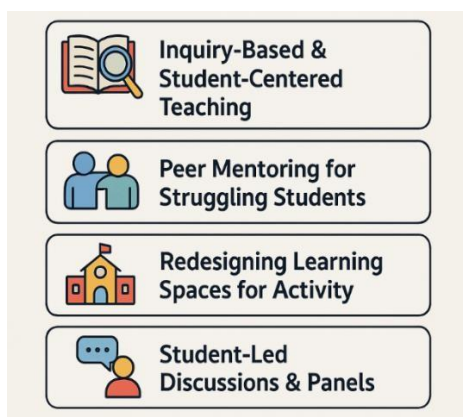 Inquiry-Based &
Student-Centered
Teaching
Peer Mentoring for
Struggling Students
Redesigning Learning
Spaces for Activity
Student-Led
Discussions & Panels